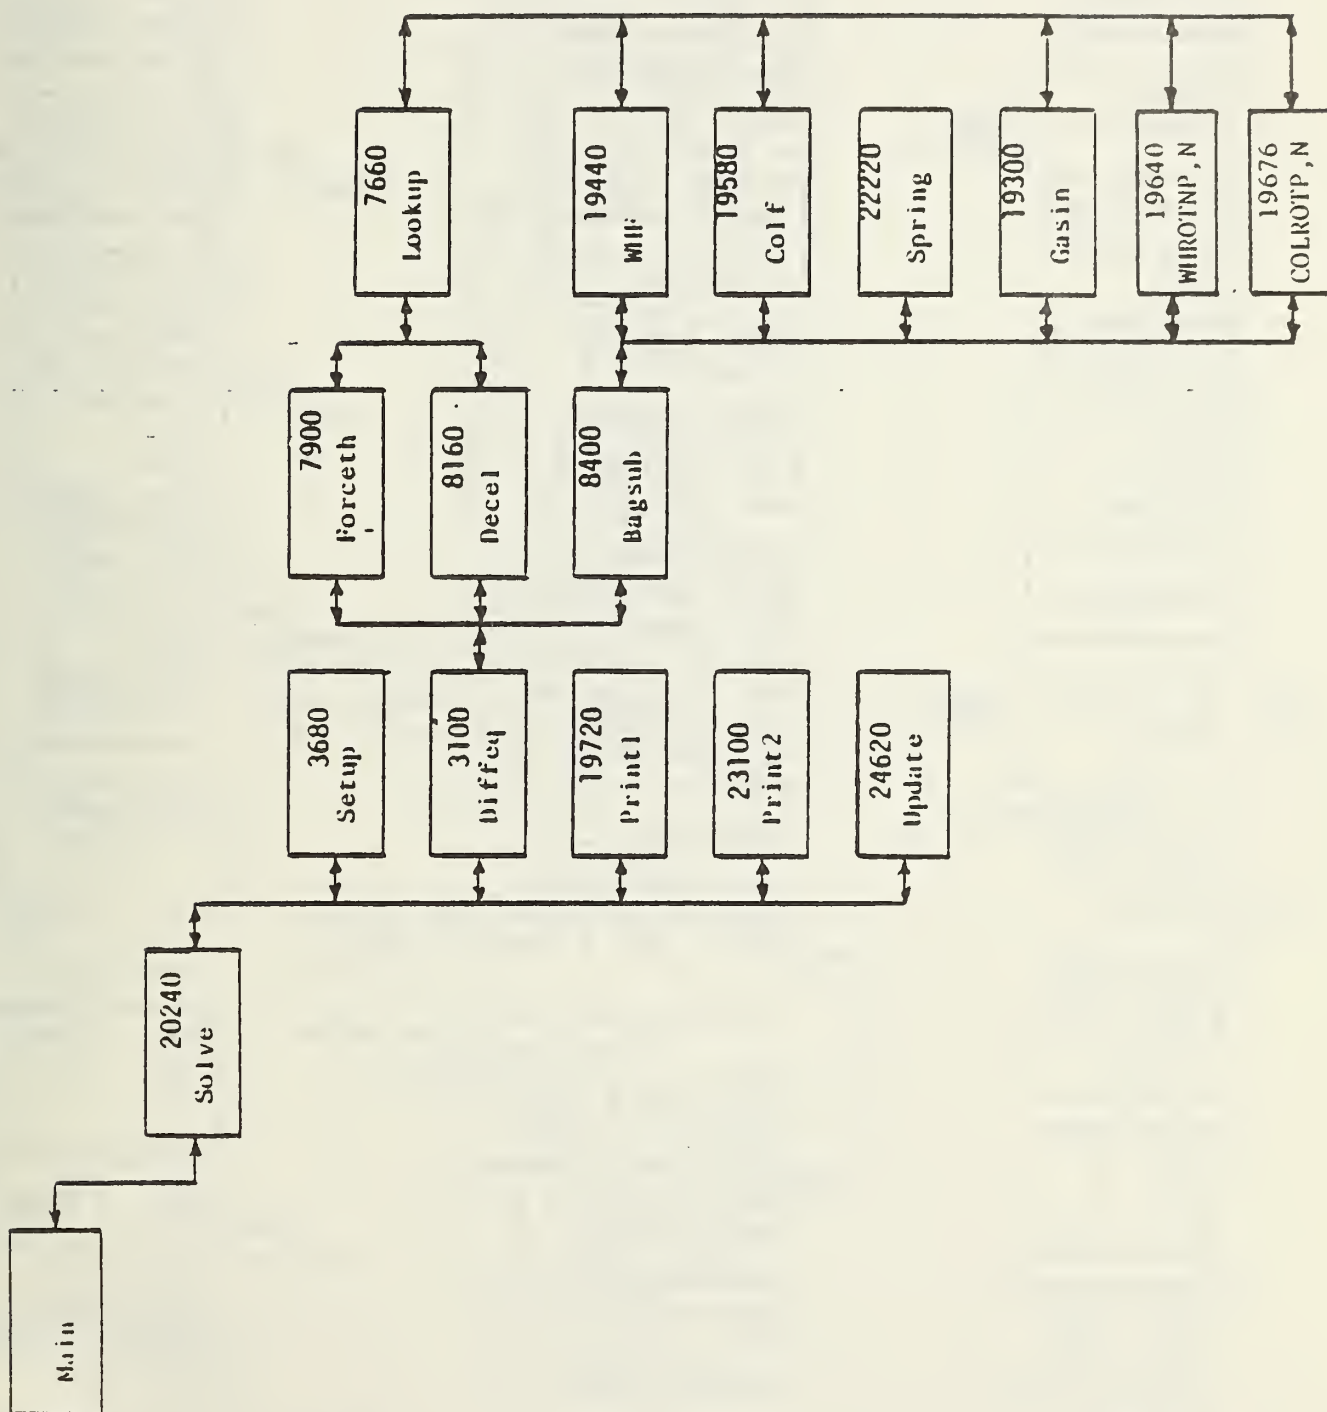 Main
20240
Solve
3680
Setup
3100
Diffeq
19720
Print1
23100
Print2
24620
Update
7900
Forceth
8160
Decel
8400
Bagsub
7660
Lookup
19440
WHF
19580
Colf
22220
Spring
19300
Gasin
19640
WHROTNP,N
19676
COLROTP,N